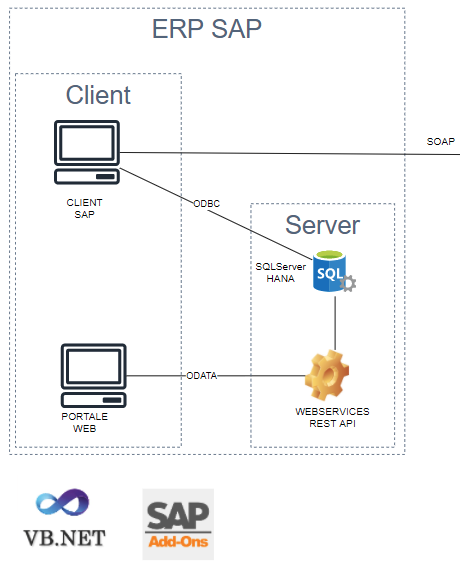 ERP SAP
Client
SOAP
CLIENT
SAP
ODBC
Server
SQLServer
HANA
SQL
ODATA
PORTALE
WEB
WEBSERVICES
REST API
VB.NET
SAP
Add-Ons